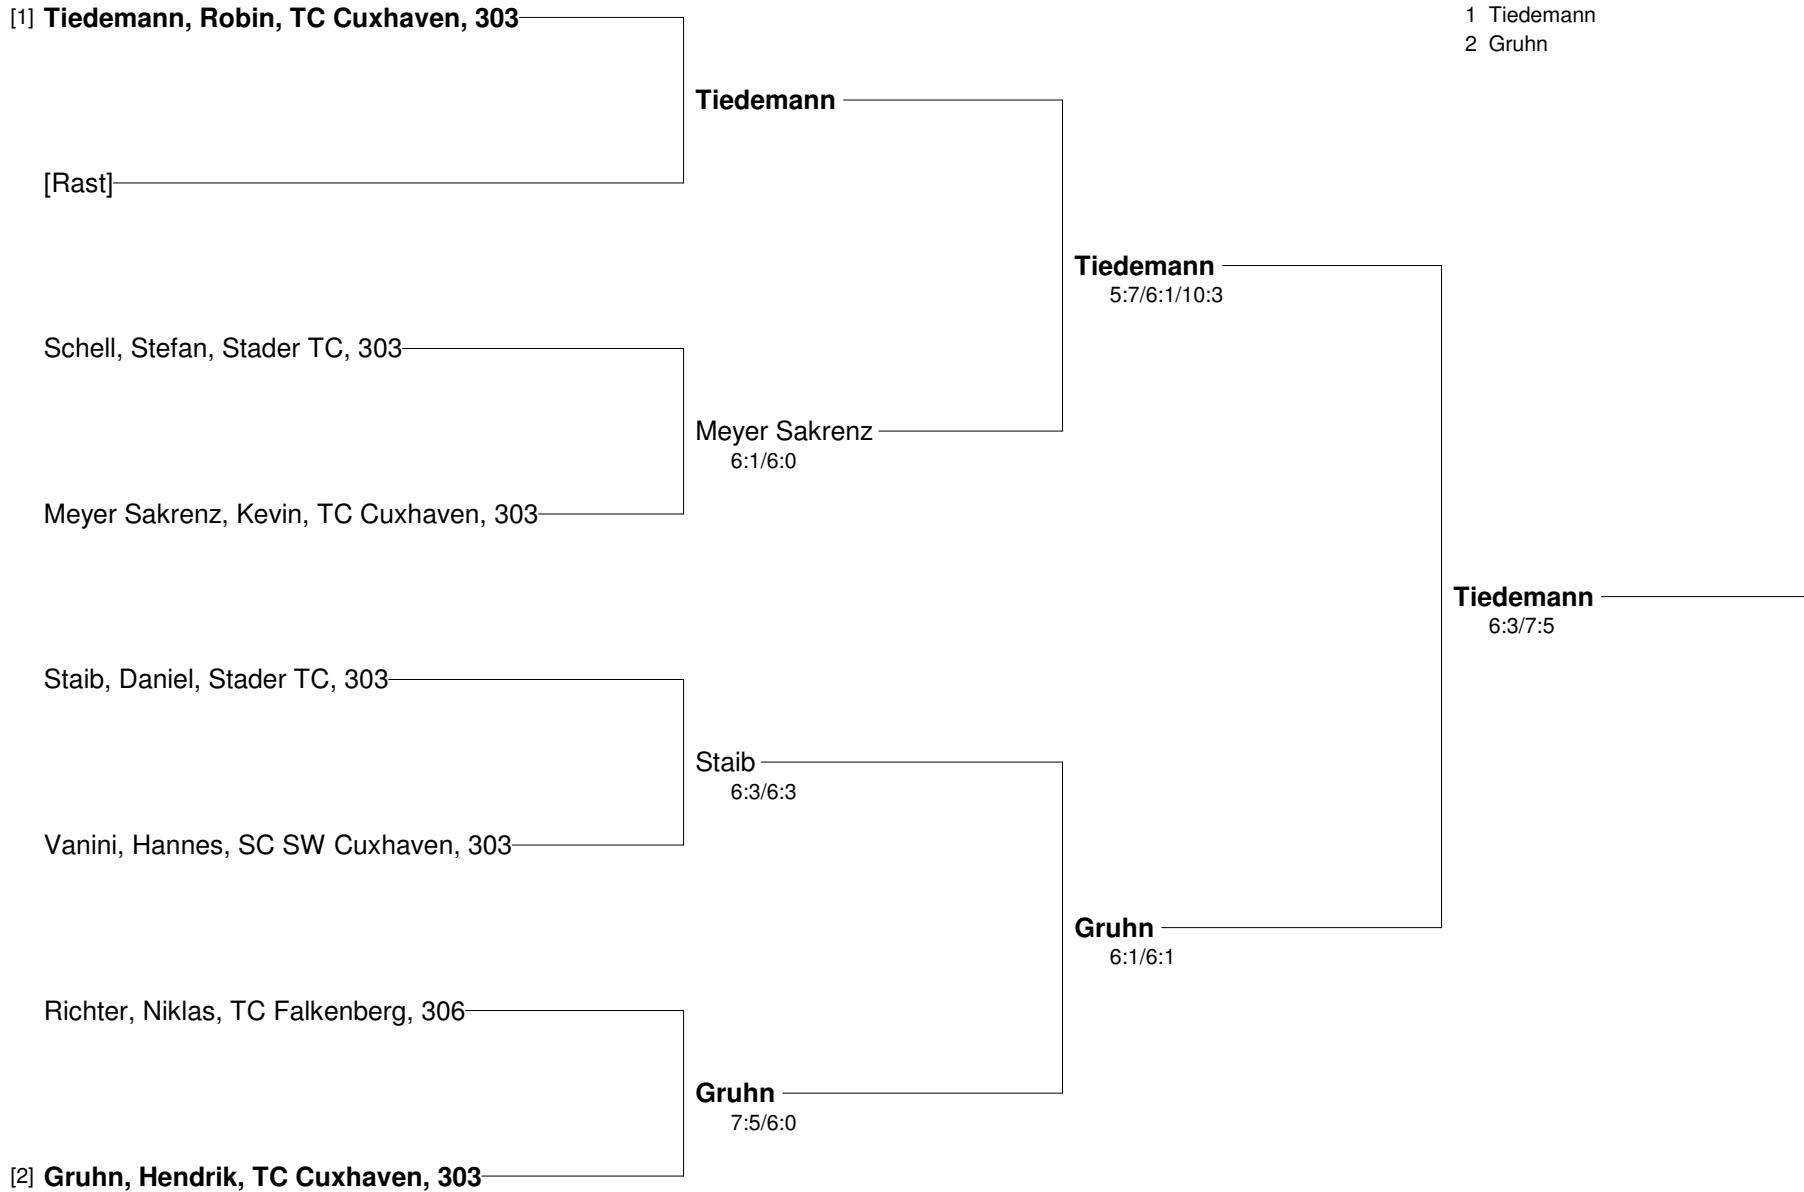 [1] Tiedemann, Robin, TC Cuxhaven, 303
1 Tiedemann
2 Gruhn
Tiedemann
[Rast]
Tiedemann
5:7/6:1/10:3
Schell, Stefan, Stader TC, 303
Meyer Sakrenz
6:1/6:0
Meyer Sakrenz, Kevin, TC Cuxhaven, 303
Tiedemann
6:3/7:5
Staib, Daniel, Stader TC, 303
Staib
6:3/6:3
Vanini, Hannes, SC SW Cuxhaven, 303
Gruhn
6:1/6:1
Richter, Niklas, TC Falkenberg, 306
Gruhn
7:5/6:0
[2] Gruhn, Hendrik, TC Cuxhaven, 303